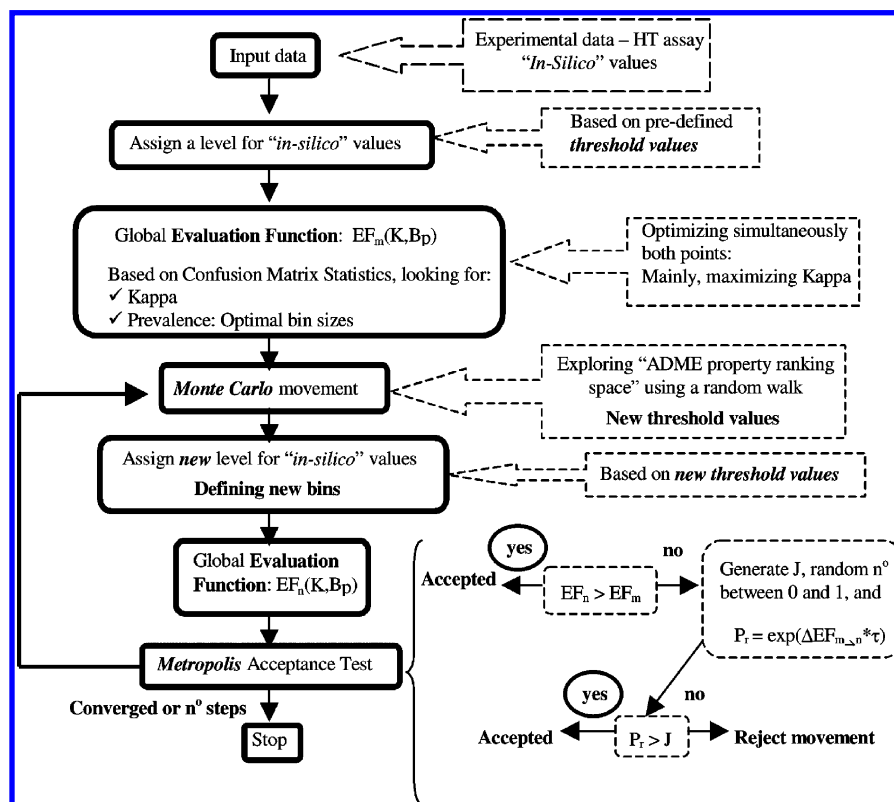 Input data
Experimental data – HT assay
“In-Silico” values
Assign a level for “in-silico” values
Based on pre-defined
threshold values
Global Evaluation Function: EFm(K,Bp)
Based on Confusion Matrix Statistics, looking for:
✓ Kappa
✓ Prevalence: Optimal bin sizes
Optimizing simultaneously
both points:
Mainly, maximizing Kappa
Monte Carlo movement
Exploring “ADME property ranking
space” using a random walk
New threshold values
Assign new level for “in-silico” values
Defining new bins
Based on new threshold values
Global Evaluation
Function: EFn(K,Bp)
Metropolis Acceptance Test
Converged or nº steps
Stop
yes
no
Accepted
EFn > EFm
Generate J, random nº
between 0 and 1, and
Pr = exp(ΔEFm→n*τ)
yes
no
Accepted
Pr > J
Reject movement